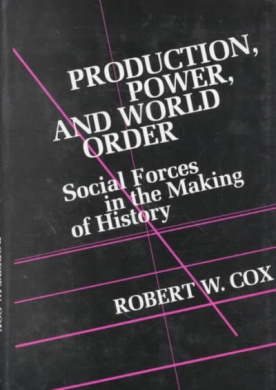 PRODUCTION,
POWER,
AND WORLD
ORDER
Social Forces
in the Making
of History
ROBERT W. COX